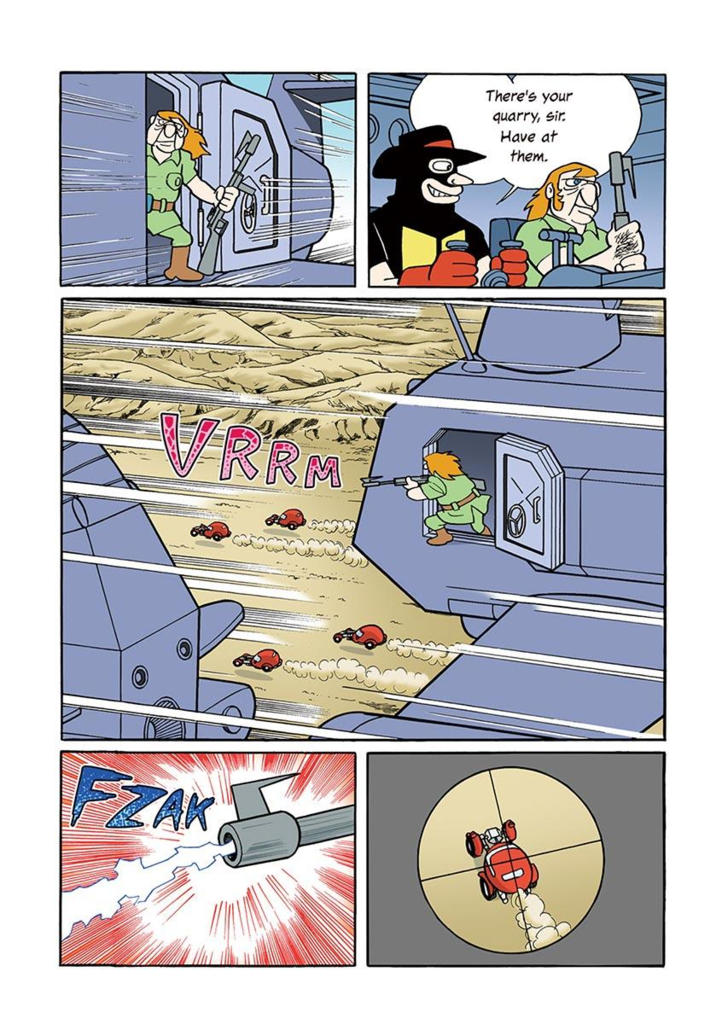 There's your
quarry, sir.
Have at
them.
VRRM
FZAK